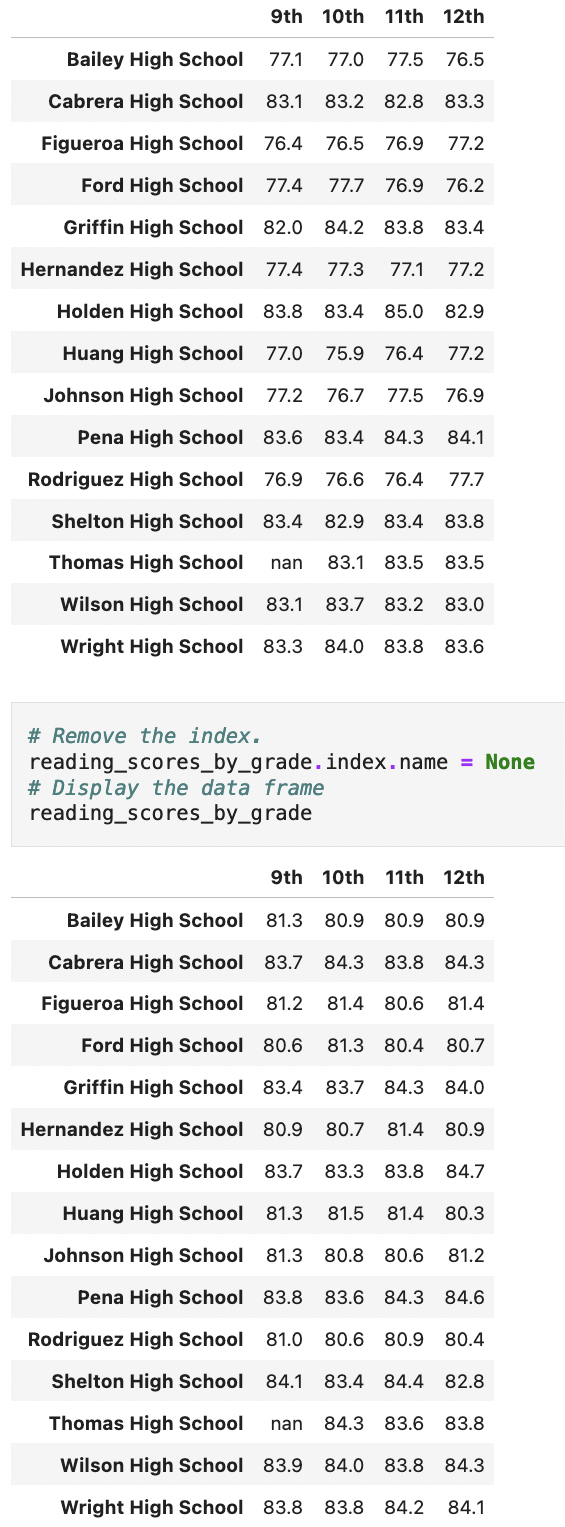 9th 10th 11th 12th
Bailey High School 77.1 77.0 77.5 76.5
Cabrera High School 83.1 83.2 82.8 83.3
Figueroa High School 76.4 76.5 76.9 77.2
Ford High School 77.4 77.7 76.9 76.2
Griffin High School 82.0 84.2 83.8 83.4
Hernandez High School 77.4 77.3 77.1 77.2
Holden High School 83.8 83.4 85.0 82.9
Huang High School 77.0 75.9 76.4 77.2
Johnson High School 77.2 76.7 77.5 76.9
Pena High School 83.6 83.4 84.3 84.1
Rodriguez High School 76.9 76.6 76.4 77.7
Shelton High School 83.4 82.9 83.4 83.8
Thomas High School nan 83.1 83.5 83.5
Wilson High School 83.1 83.7 83.2 83.0
Wright High School 83.3 84.0 83.8 83.6
# Remove the index.
reading_scores_by_grade.index.name = None
# Display the data frame
reading_scores_by_grade
9th 10th 11th 12th
Bailey High School 81.3 80.9 80.9 80.9
Cabrera High School 83.7 84.3 83.8 84.3
Figueroa High School 81.2 81.4 80.6 81.4
Ford High School 80.6 81.3 80.4 80.7
Griffin High School 83.4 83.7 84.3 84.0
Hernandez High School 80.9 80.7 81.4 80.9
Holden High School 83.7 83.3 83.8 84.7
Huang High School 81.3 81.5 81.4 80.3
Johnson High School 81.3 80.8 80.6 81.2
Pena High School 83.8 83.6 84.3 84.6
Rodriguez High School 81.0 80.6 80.9 80.4
Shelton High School 84.1 83.4 84.4 82.8
Thomas High School nan 84.3 83.6 83.8
Wilson High School 83.9 84.0 83.8 84.3
Wright High School 83.8 83.8 84.2 84.1